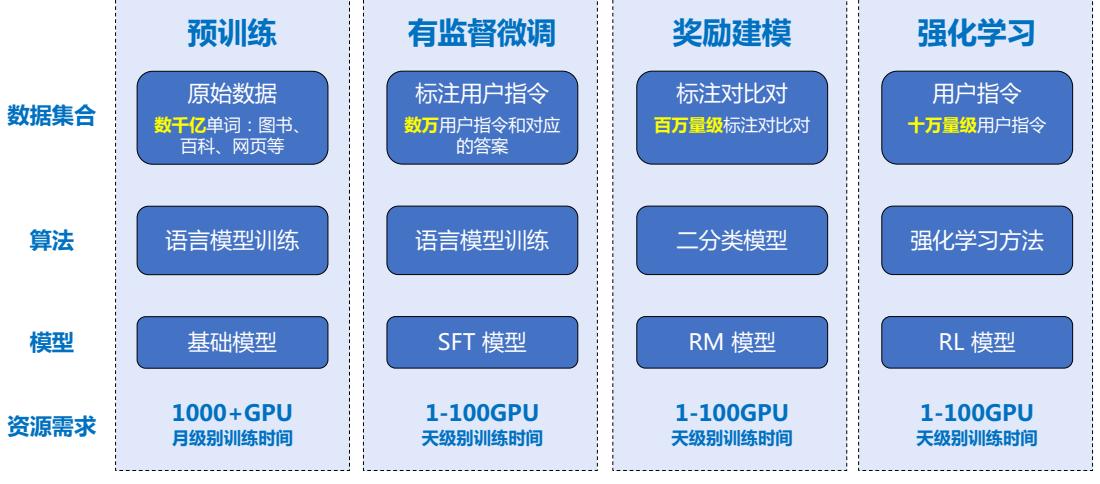 预训练
有监督微调
奖励建模
强化学习
数据集合
原始数据
数千亿单词：图书、
百科、网页等
标注用户指令
数万用户指令和对应
的答案
标注对比对
百万量级标注对比对
用户指令
十万量级用户指令
算法
语言模型训练
语言模型训练
二分类模型
强化学习方法
模型
基础模型
SFT 模型
RM 模型
RL 模型
资源需求
1000+GPU
月级别训练时间
1-100GPU
天级别训练时间
1-100GPU
天级别训练时间
1-100GPU
天级别训练时间